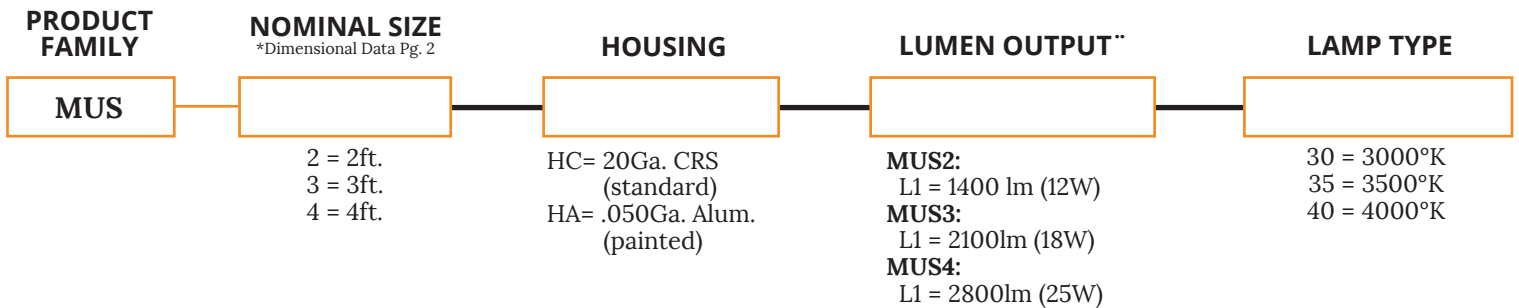 PRODUCT
FAMILY
NOMINAL SIZE
*Dimensional Data Pg. 2
HOUSING
LUMEN OUTPUT¨
LAMP TYPE
MUS
2 = 2ft.
3 = 3ft.
4 = 4ft.
HC= 20Ga. CRS
(standard)
HA= .050Ga. Alum.
(painted)
MUS2:
L1 = 1400 lm (12W)
MUS3:
L1 = 2100lm (18W)
MUS4:
L1 = 2800lm (25W)
30 = 3000°K
35 = 3500°K
40 = 4000°K